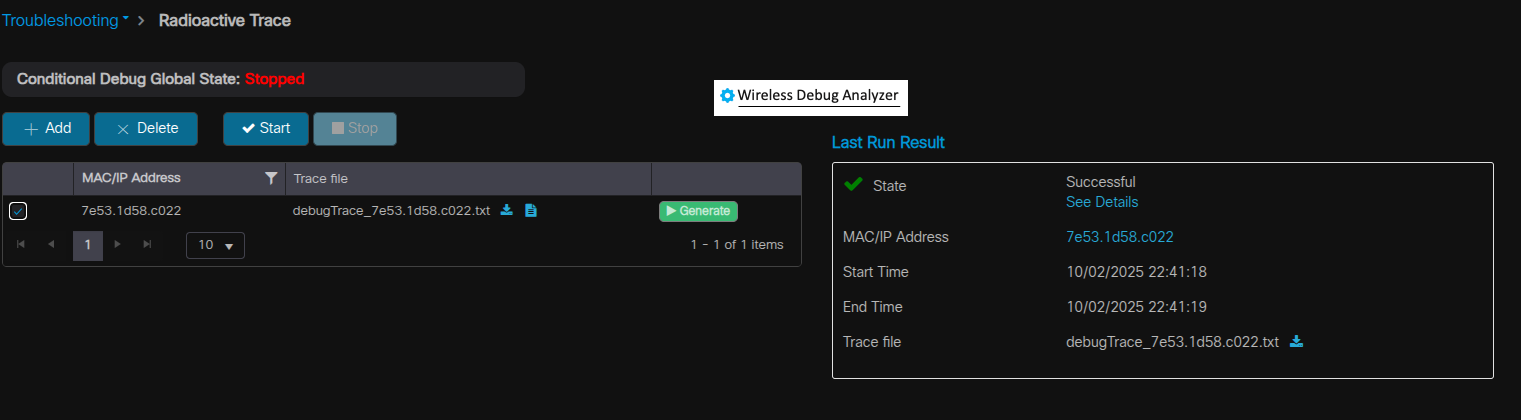 Troubleshooting > Radioactive Trace
Conditional Debug Global State: Stopped
Wireless Debug Analyzer
+ Add
× Delete
✔ Start
Stop
Last Run Result
MAC/IP Address
Trace file
7e53.1d58.c022
debugTrace_7e53.1d58.c022.txt
Generate
1
10
1 - 1 of 1 items
State
Successful
See Details
MAC/IP Address
7e53.1d58.c022
Start Time
10/02/2025 22:41:18
End Time
10/02/2025 22:41:19
Trace file
debugTrace_7e53.1d58.c022.txt